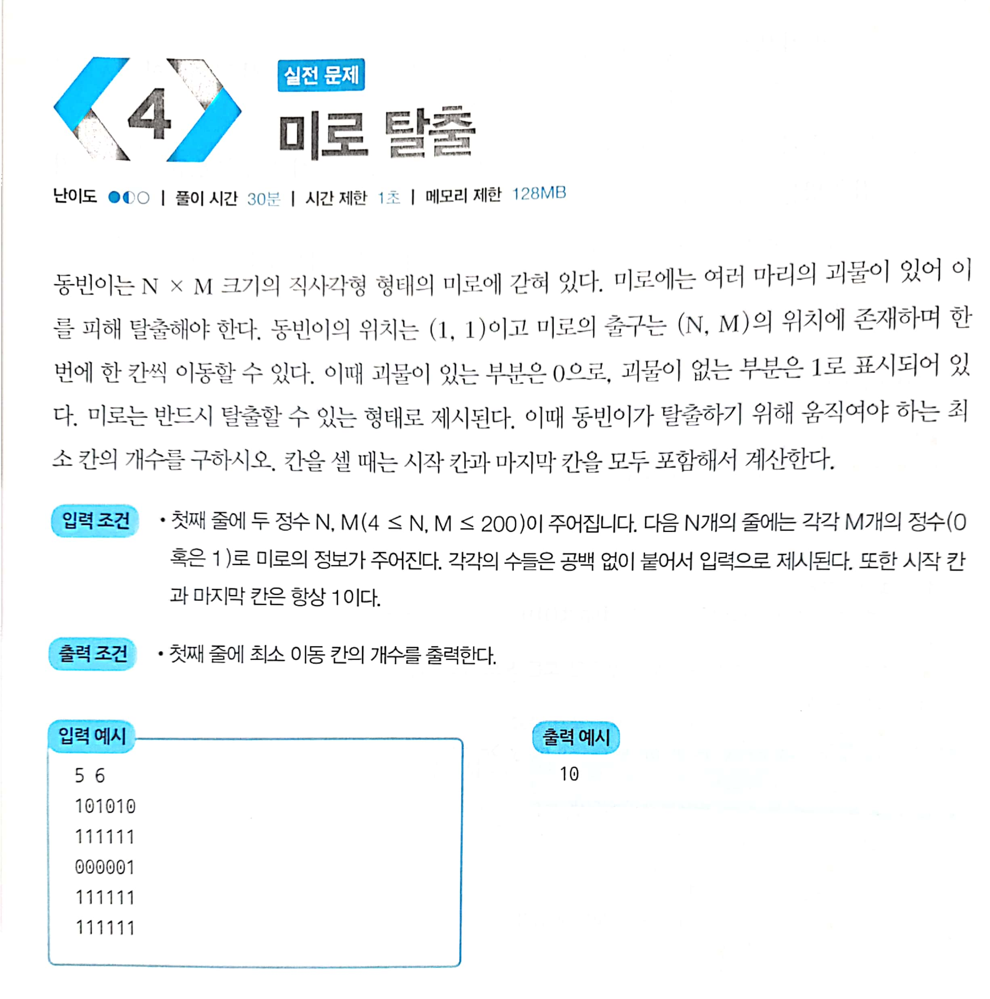 4
실전 문제
미로 탈출
난이도 | 풀이 시간 30분 | 시간 제한 1초 | 메모리 제한 128MB
동빈이는 N × M 크기의 직사각형 형태의 미로에 갇혀 있다. 미로에는 여러 마리의 괴물이 있어 이
를 피해 탈출해야 한다. 동빈이의 위치는 (1, 1)이고 미로의 출구는 (N, M)의 위치에 존재하며 한
번에 한 칸씩 이동할 수 있다. 이때 괴물이 있는 부분은 0으로, 괴물이 없는 부분은 1로 표시되어 있
다. 미로는 반드시 탈출할 수 있는 형태로 제시된다. 이때 동빈이가 탈출하기 위해 움직여야 하는 최
소 칸의 개수를 구하시오. 칸을 셀 때는 시작 칸과 마지막 칸을 모두 포함해서 계산한다.
입력 조건
• 첫째 줄에 두 정수 N, M(4 ≤ N, M ≤ 200)이 주어집니다. 다음 N개의 줄에는 각각 M개의 정수(0
혹은 1)로 미로의 정보가 주어진다. 각각의 수들은 공백 없이 붙어서 입력으로 제시된다. 또한 시작 칸
과 마지막 칸은 항상 1이다.
출력 조건
• 첫째 줄에 최소 이동 칸의 개수를 출력한다.
입력 예시
5 6
101010
111111
000001
111111
111111
출력 예시
10